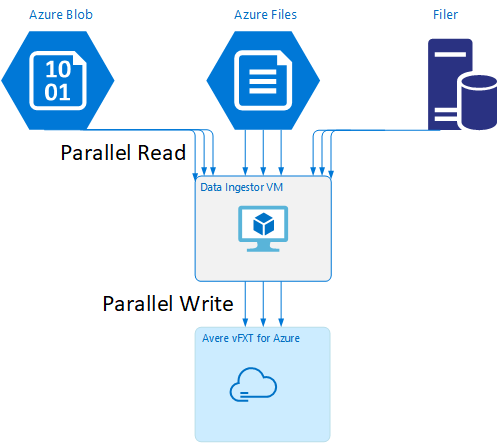 Azure Blob
Azure Files
Filer
10
01
Parallel Read
Data Ingestor VM
Parallel Write
Avere vFXT for Azure